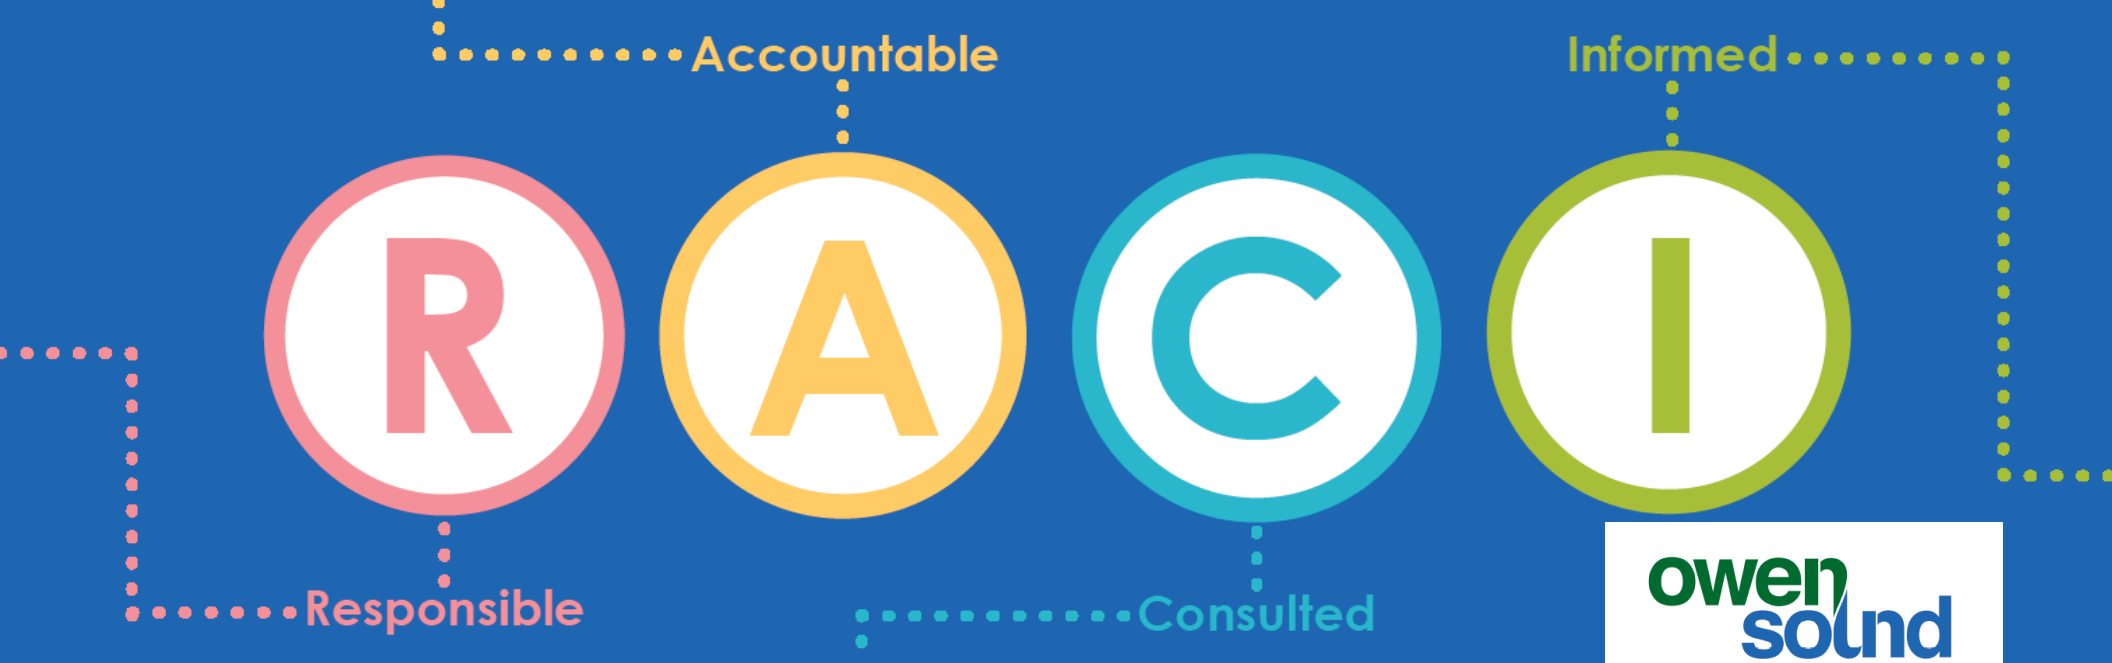 Accountable
Informed
R A C I
Responsible
Consulted
owen
sound